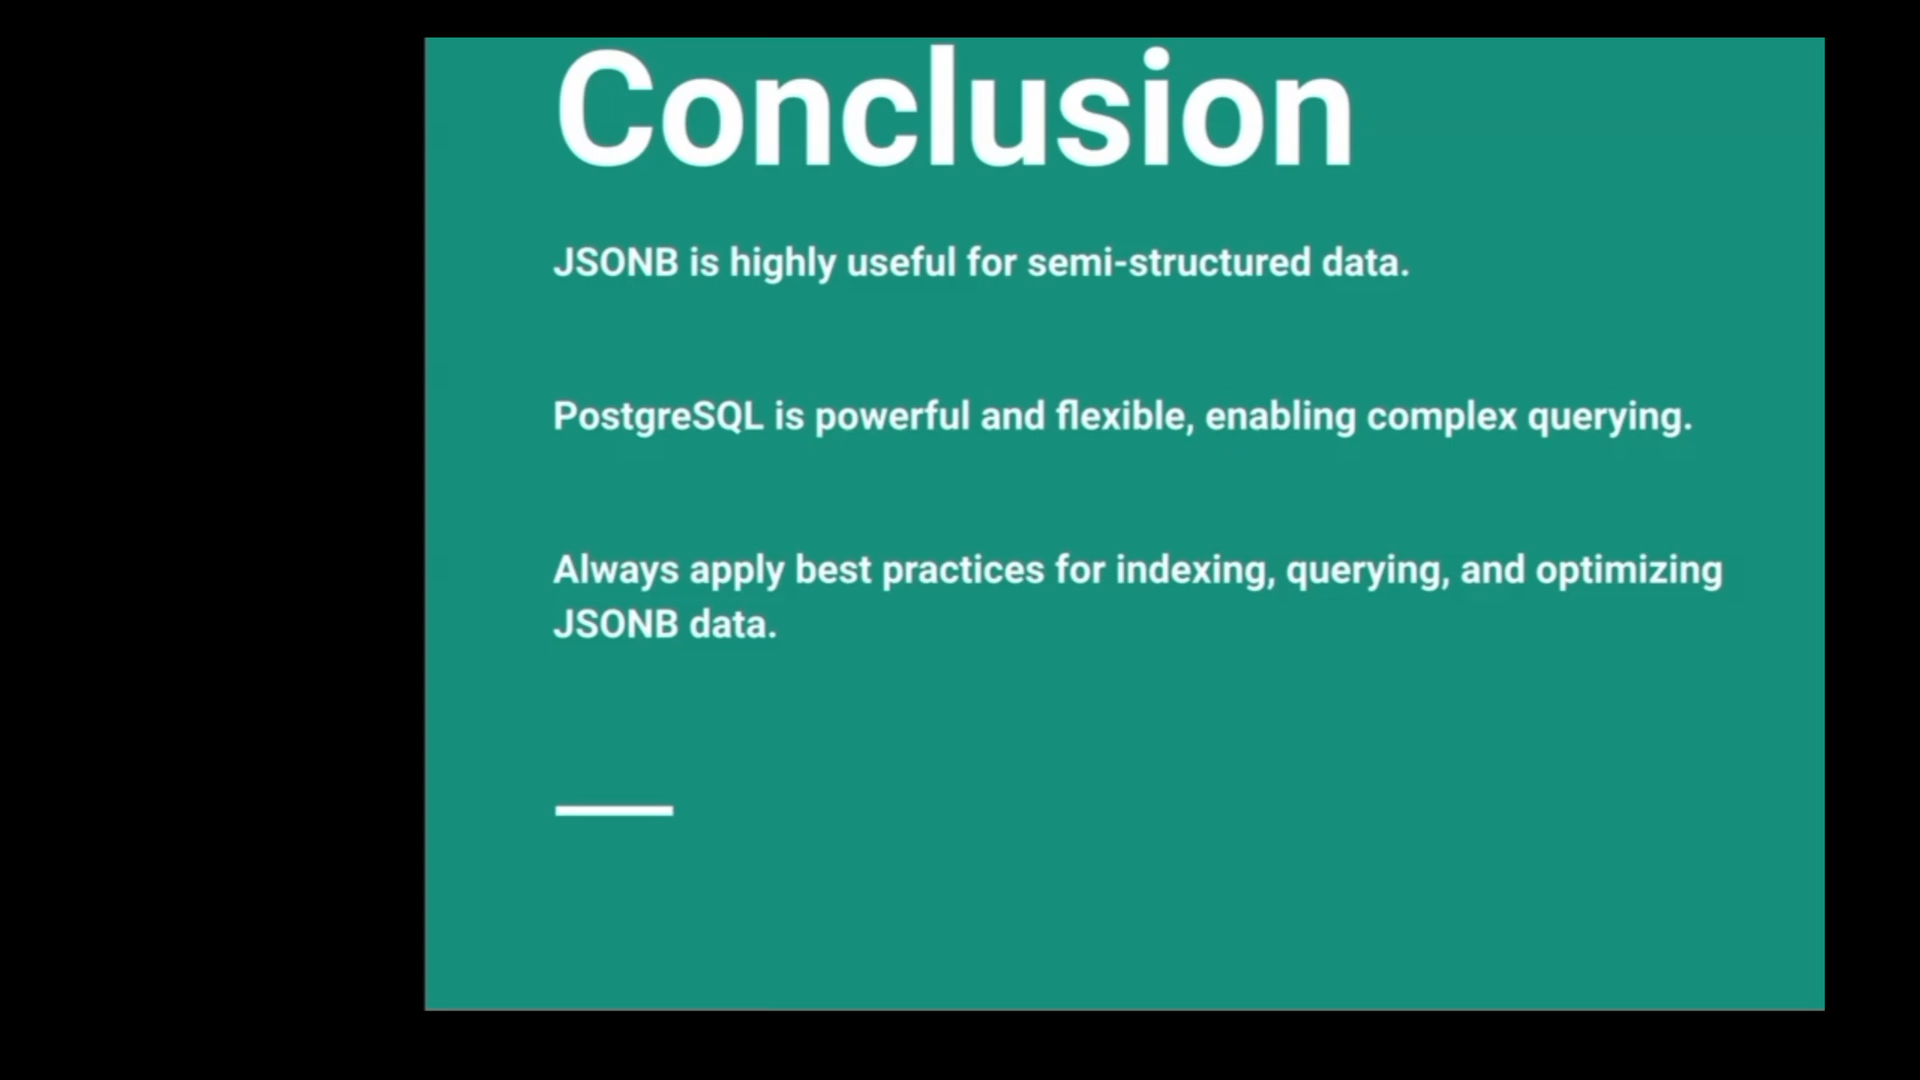 Conclusion
JSONB is highly useful for semi-structured data.
PostgreSQL is powerful and flexible, enabling complex querying.
Always apply best practices for indexing, querying, and optimizing
JSONB data.